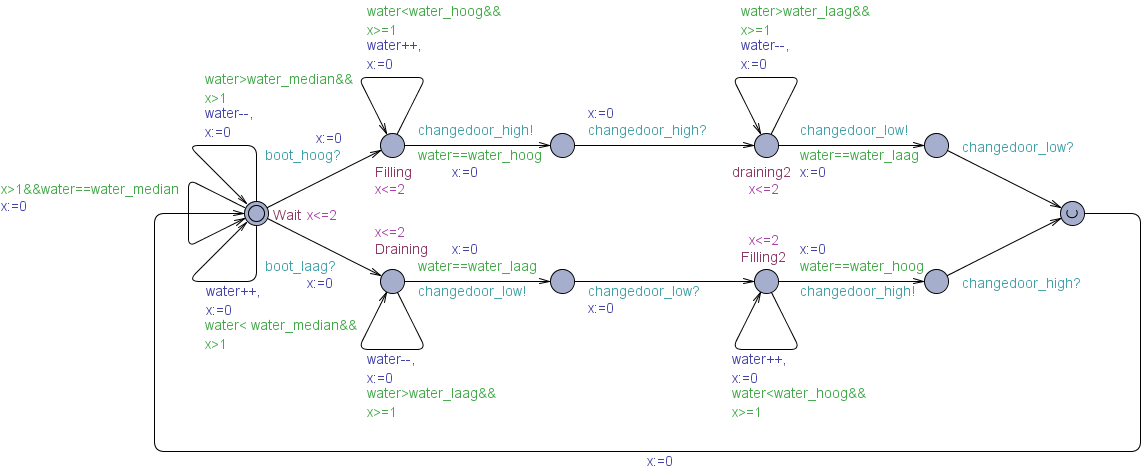 water<water_hoog&&
x>=1
water++,
x:=0
water>water_laag&&
x>=1
water--,
x:=0
water>water_median&&
x>1
water--,
x:=0
x:=0
boot_hoog?
changedoor_high!
water==water_hoog
x:=0
x:=0
changedoor_high?
changedoor_low!
water==water_laag
x:=0
changedoor_low?
Filling
x<=2
draining2
x<=2
x>1&&water==water_median
x:=0
Wait x<=2
C
x<=2
Draining
x:=0
water==water_laag
changedoor_low!
changedoor_low?
x:=0
x<=2
Filling2
x:=0
water==water_hoog
changedoor_high!
changedoor_high?
boot_laag?
x:=0
water++,
x:=0
water< water_median&&
x>1
water--,
x:=0
water>water_laag&&
x>=1
water++,
x:=0
water<water_hoog&&
x>=1
x:=0